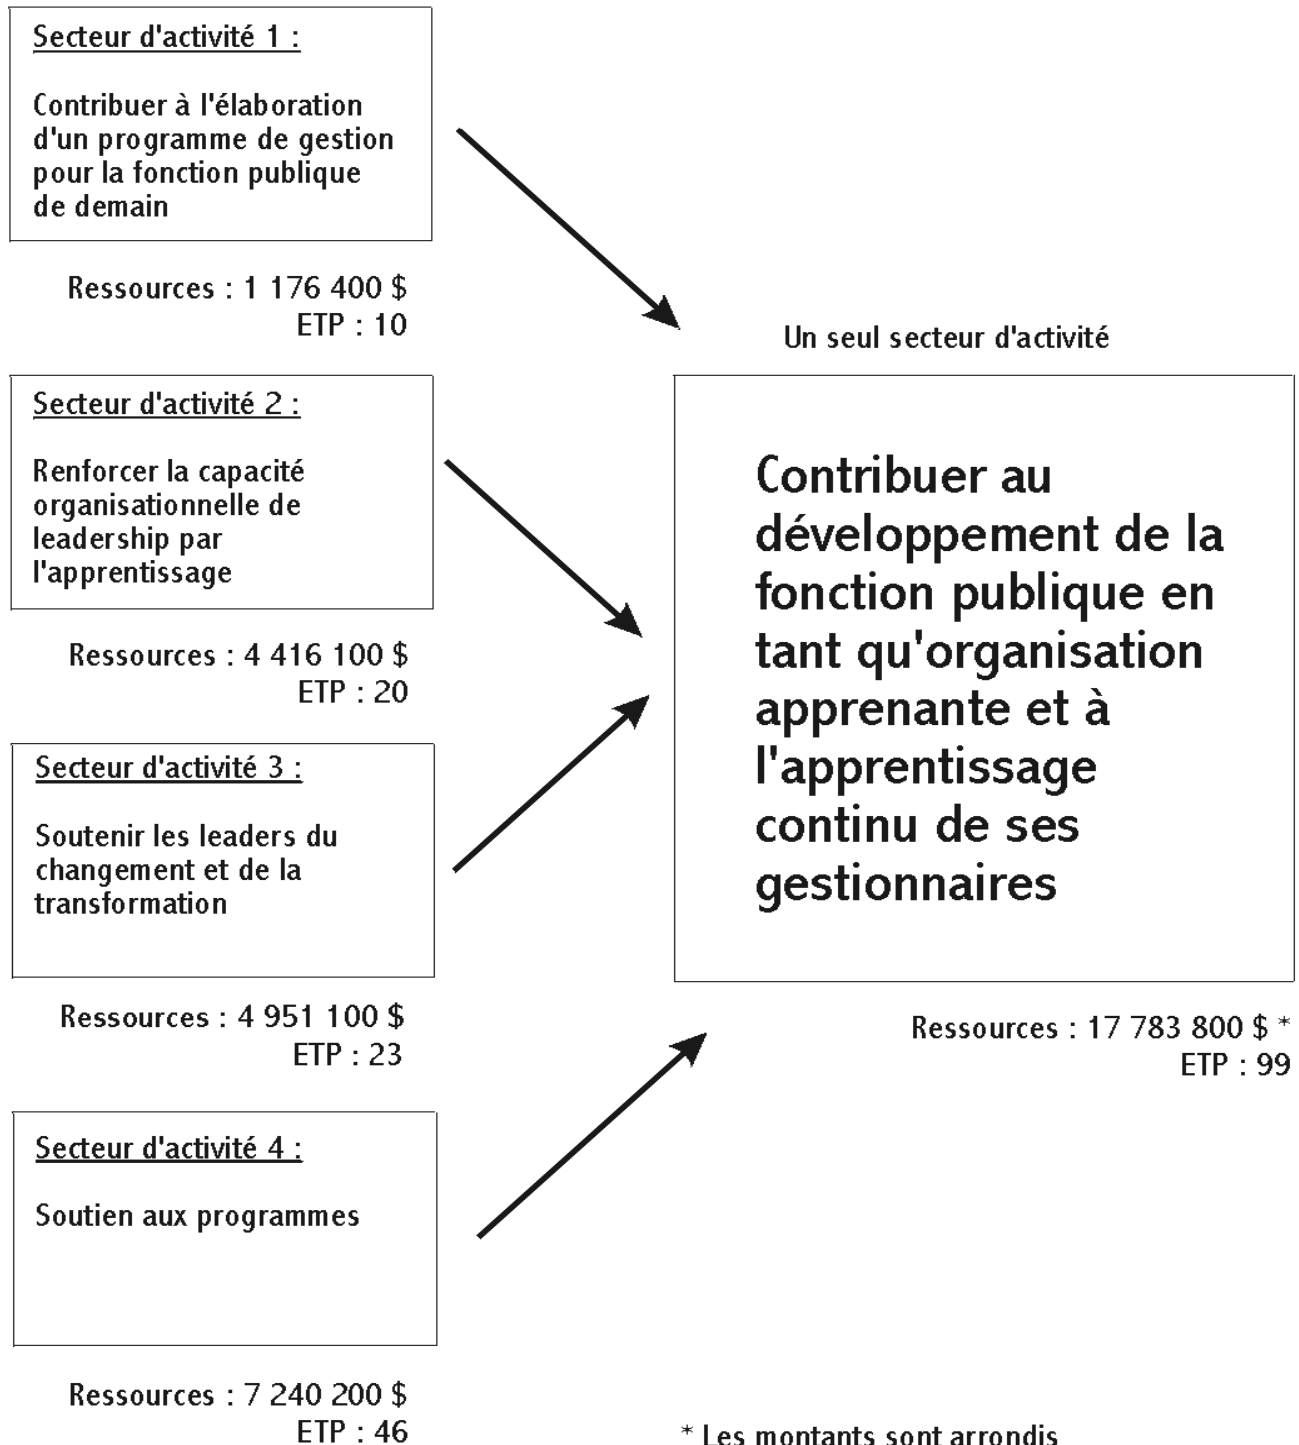 Secteur d'activité 1 :
Contribuer à l'élaboration
d'un programme de gestion
pour la fonction publique
de demain
Ressources : 1 176 400 $
ETP : 10
Secteur d'activité 2 :
Renforcer la capacité
organisationnelle de
leadership par
l'apprentissage
Ressources : 4 416 100 $
ETP : 20
Secteur d'activité 3 :
Soutenir les leaders du
changement et de la
transformation
Ressources : 4 951 100 $
ETP : 23
Secteur d'activité 4 :
Soutien aux programmes
Ressources : 7 240 200 $
ETP : 46
Un seul secteur d'activité
Contribuer au
développement de la
fonction publique en
tant qu'organisation
apprenante et à
l'apprentissage
continu de ses
gestionnaires
Ressources : 17 783 800 $ *
ETP : 99
* Les montants sont arrondis